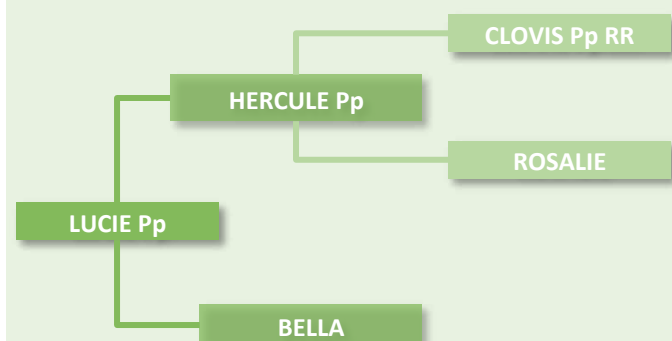 CLOVIS Pp RR
HERCULE Pp
ROSALIE
LUCIE Pp
BELLA